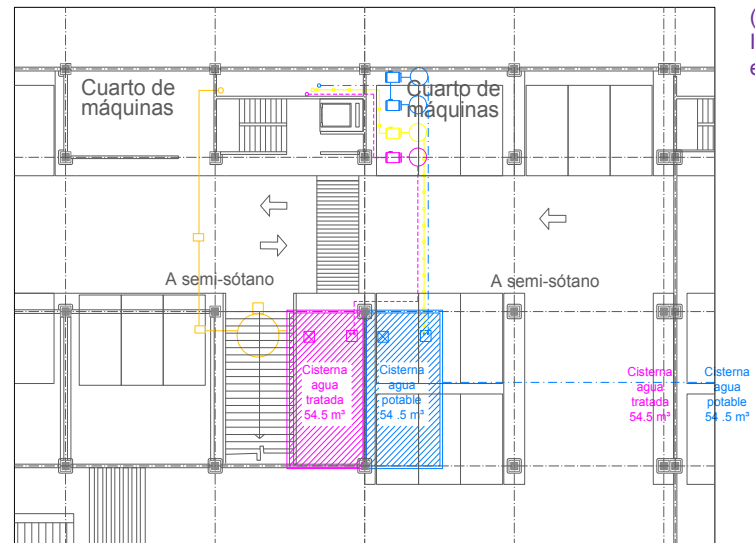 (
I
e
Cuarto de
máquinas
Cuarto de
máquinas
A semi-sótano
A semi-sótano
Cisterna
agua
tratada
54.5 m³
Cisterna
agua
potable
54 .5 m³
Cisterna
agua
tratada
54.5 m³
Cisterna
agua
potable
54 .5 m³